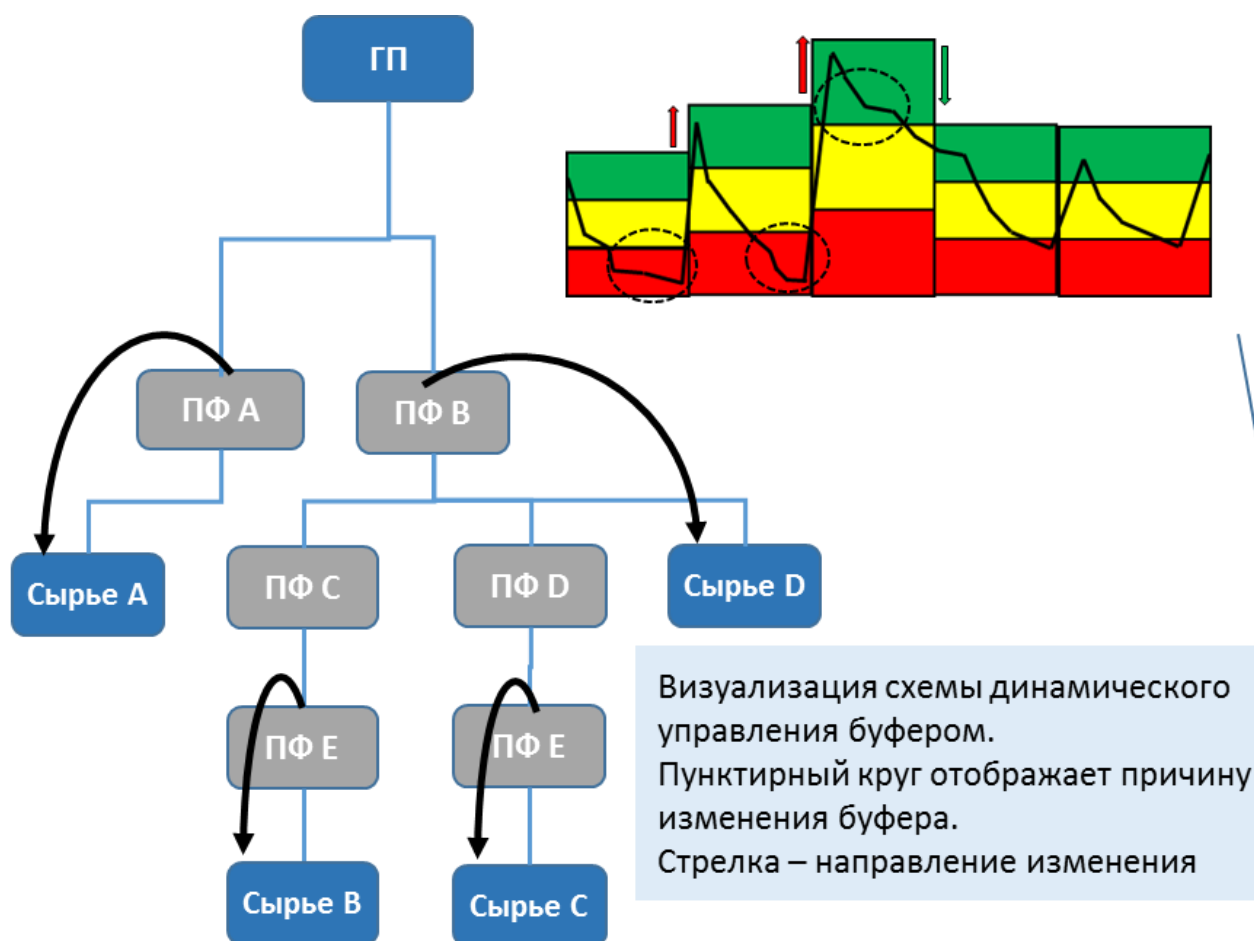 ГП
ПФ A
ПФ B
Сырье A
ПФ C
ПФ D
Сырье D
ПФ E
ПФ E
Сырье B
Сырье C
Визуализация схемы динамического
управления буфером.
Пунктирный круг отображает причину
изменения буфера.
Стрелка – направление изменения